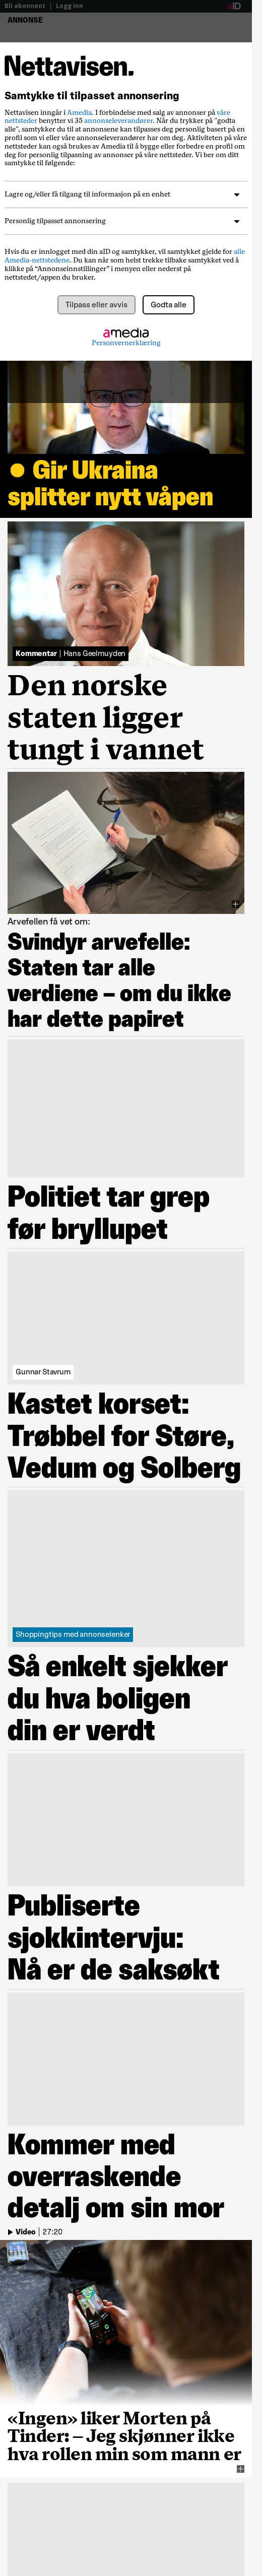 Bli abonnent | Logg inn
aID
ANNONSE
Nettavisen.
Samtykke til tilpasset annonsering
Nettavisen inngår i Amedia. I forbindelse med salg av annonser på våre
nettsteder benytter vi 35 annonseleverandører. Når du trykker på "godta
alle", samtykker du til at annonsene kan tilpasses deg personlig basert på en
profil som vi eller våre annonseleverandører har om deg. Aktiviteten på våre
nettsteder kan også brukes av Amedia til å bygge eller forbedre en profil om
deg for personlig tilpasning av annonser på våre nettsteder. Vi ber om ditt
samtykke til følgende:
Lagre og/eller få tilgang til informasjon på en enhet
Personlig tilpasset annonsering
Hvis du er innlogget med din aID og samtykker, vil samtykket gjelde for alle
Amedia-nettstedene. Du kan når som helst trekke tilbake samtykket ved å
klikke på “Annonseinnstillinger” i menyen eller nederst på
nettstedet/appen du bruker.
Tilpass eller avvis
Godta alle
amedia
Personvernerklæring
Gir Ukraina
splitter nytt våpen
Kommentar | Hans Geelmuyden
Den norske
staten ligger
tungt i vannet
Arvefellen få vet om:
Svindyr arvefelle:
Staten tar alle
verdiene – om du ikke
har dette papiret
Politiet tar grep
før bryllupet
Gunnar Stavrum
Kastet korset:
Trøbbel for Støre,
Vedum og Solberg
Shoppingtips med annonselenker
Så enkelt sjekker
du hva boligen
din er verdt
Publiserte
sjokkintervju:
Nå er de saksøkt
Kommer med
overraskende
detalj om sin mor
Video | 27:20
«Ingen» liker Morten på
Tinder: – Jeg skjønner ikke
hva rollen min som mann er